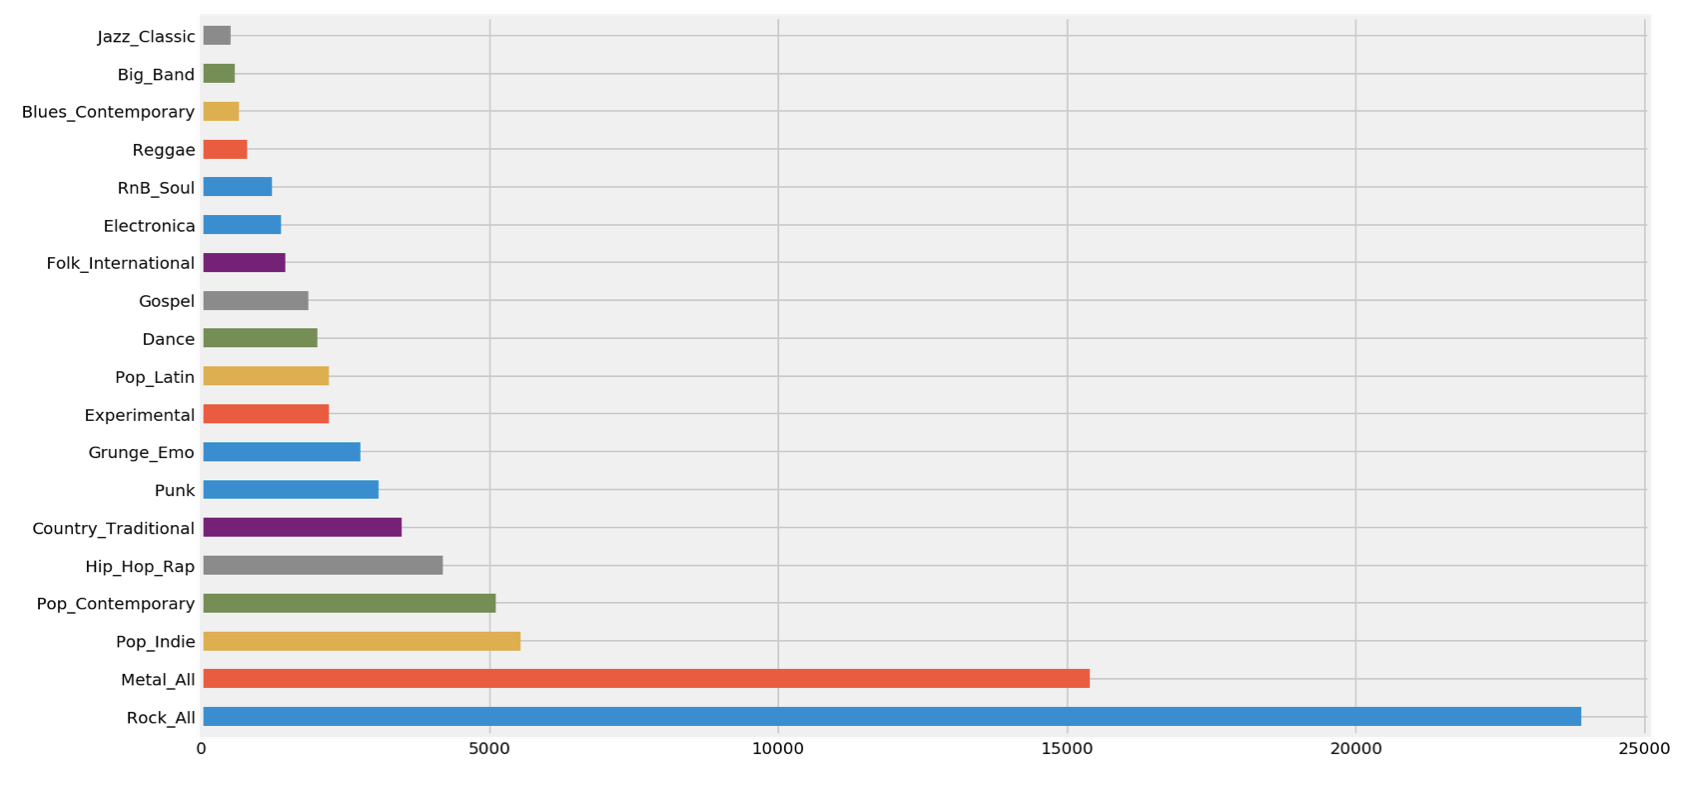 Jazz_Classic
Big_Band
Blues_Contemporary
Reggae
RnB_Soul
Electronica
Folk_International
Gospel
Dance
Pop_Latin
Experimental
Grunge_Emo
Punk
Country_Traditional
Hip_Hop_Rap
Pop_Contemporary
Pop_Indie
Metal_All
Rock_All
0 5000 10000 15000 20000 25000